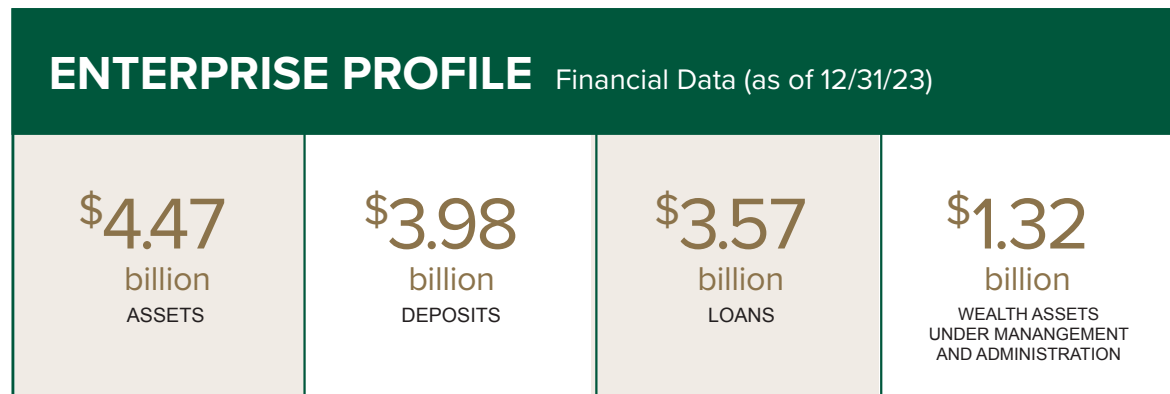 ENTERPRISE PROFILE Financial Data (as of 12/31/23)
$4.47
billion
ASSETS
$3.98
billion
DEPOSITS
$3.57
billion
LOANS
$1.32
billion
WEALTH ASSETS
UNDER MANANGEMENT
AND ADMINISTRATION